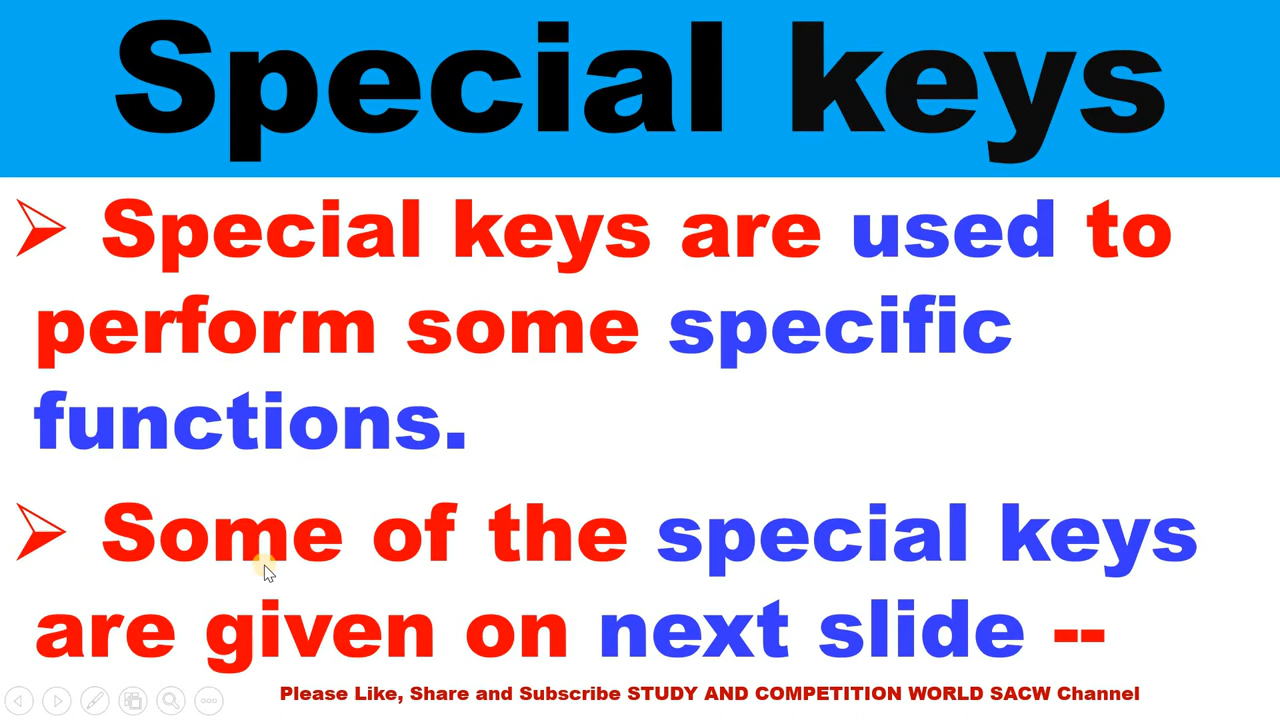 Special keys
Special keys are used to
perform some specific
functions.
Some of the special keys
are given on next slide --
Please Like, Share and Subscribe STUDY AND COMPETITION WORLD SACW Channel